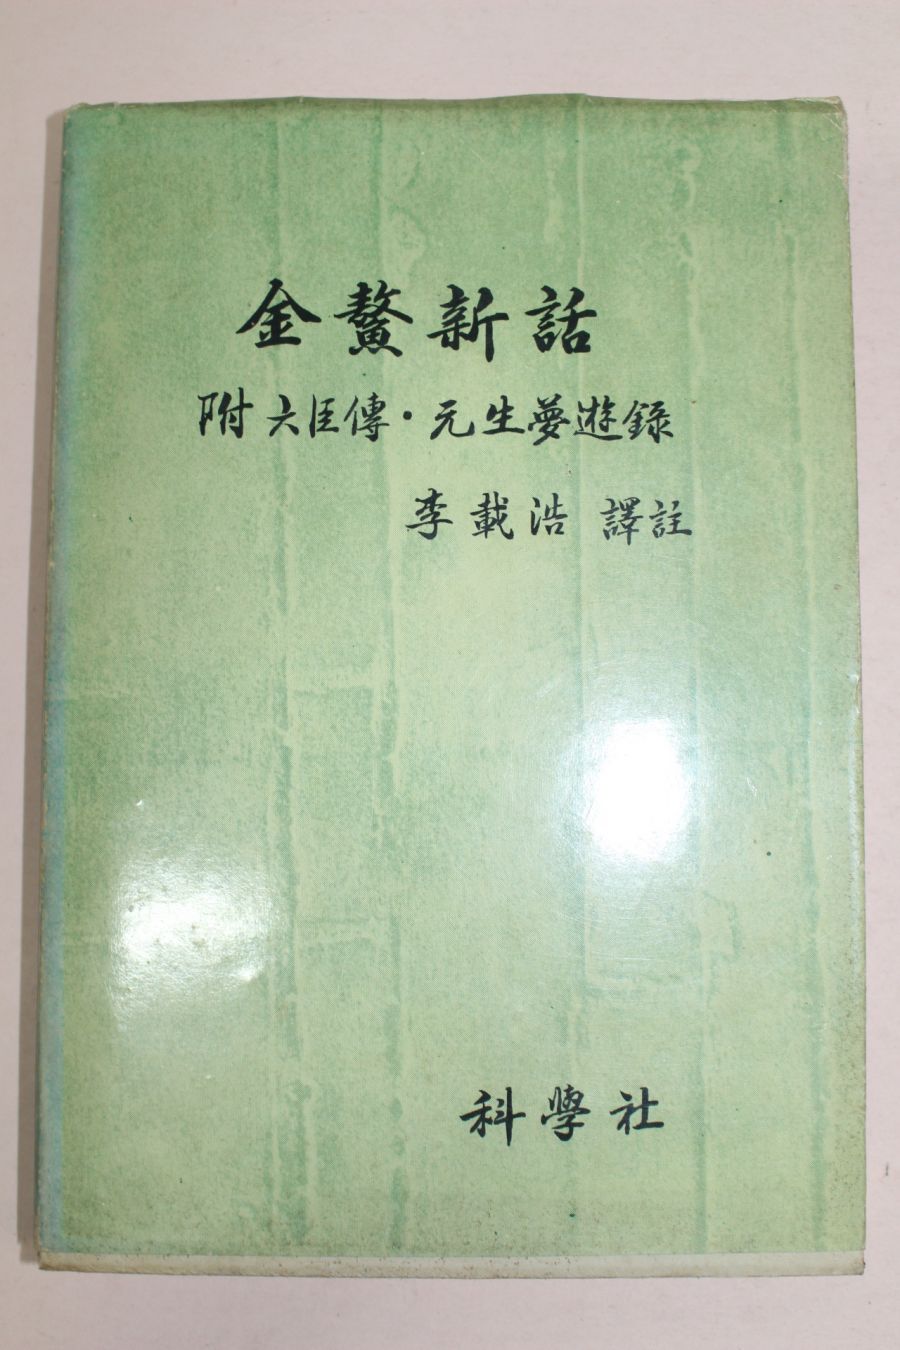 金鰲新話
附 六臣傳·元生夢遊錄
李載浩 譯註
科學社